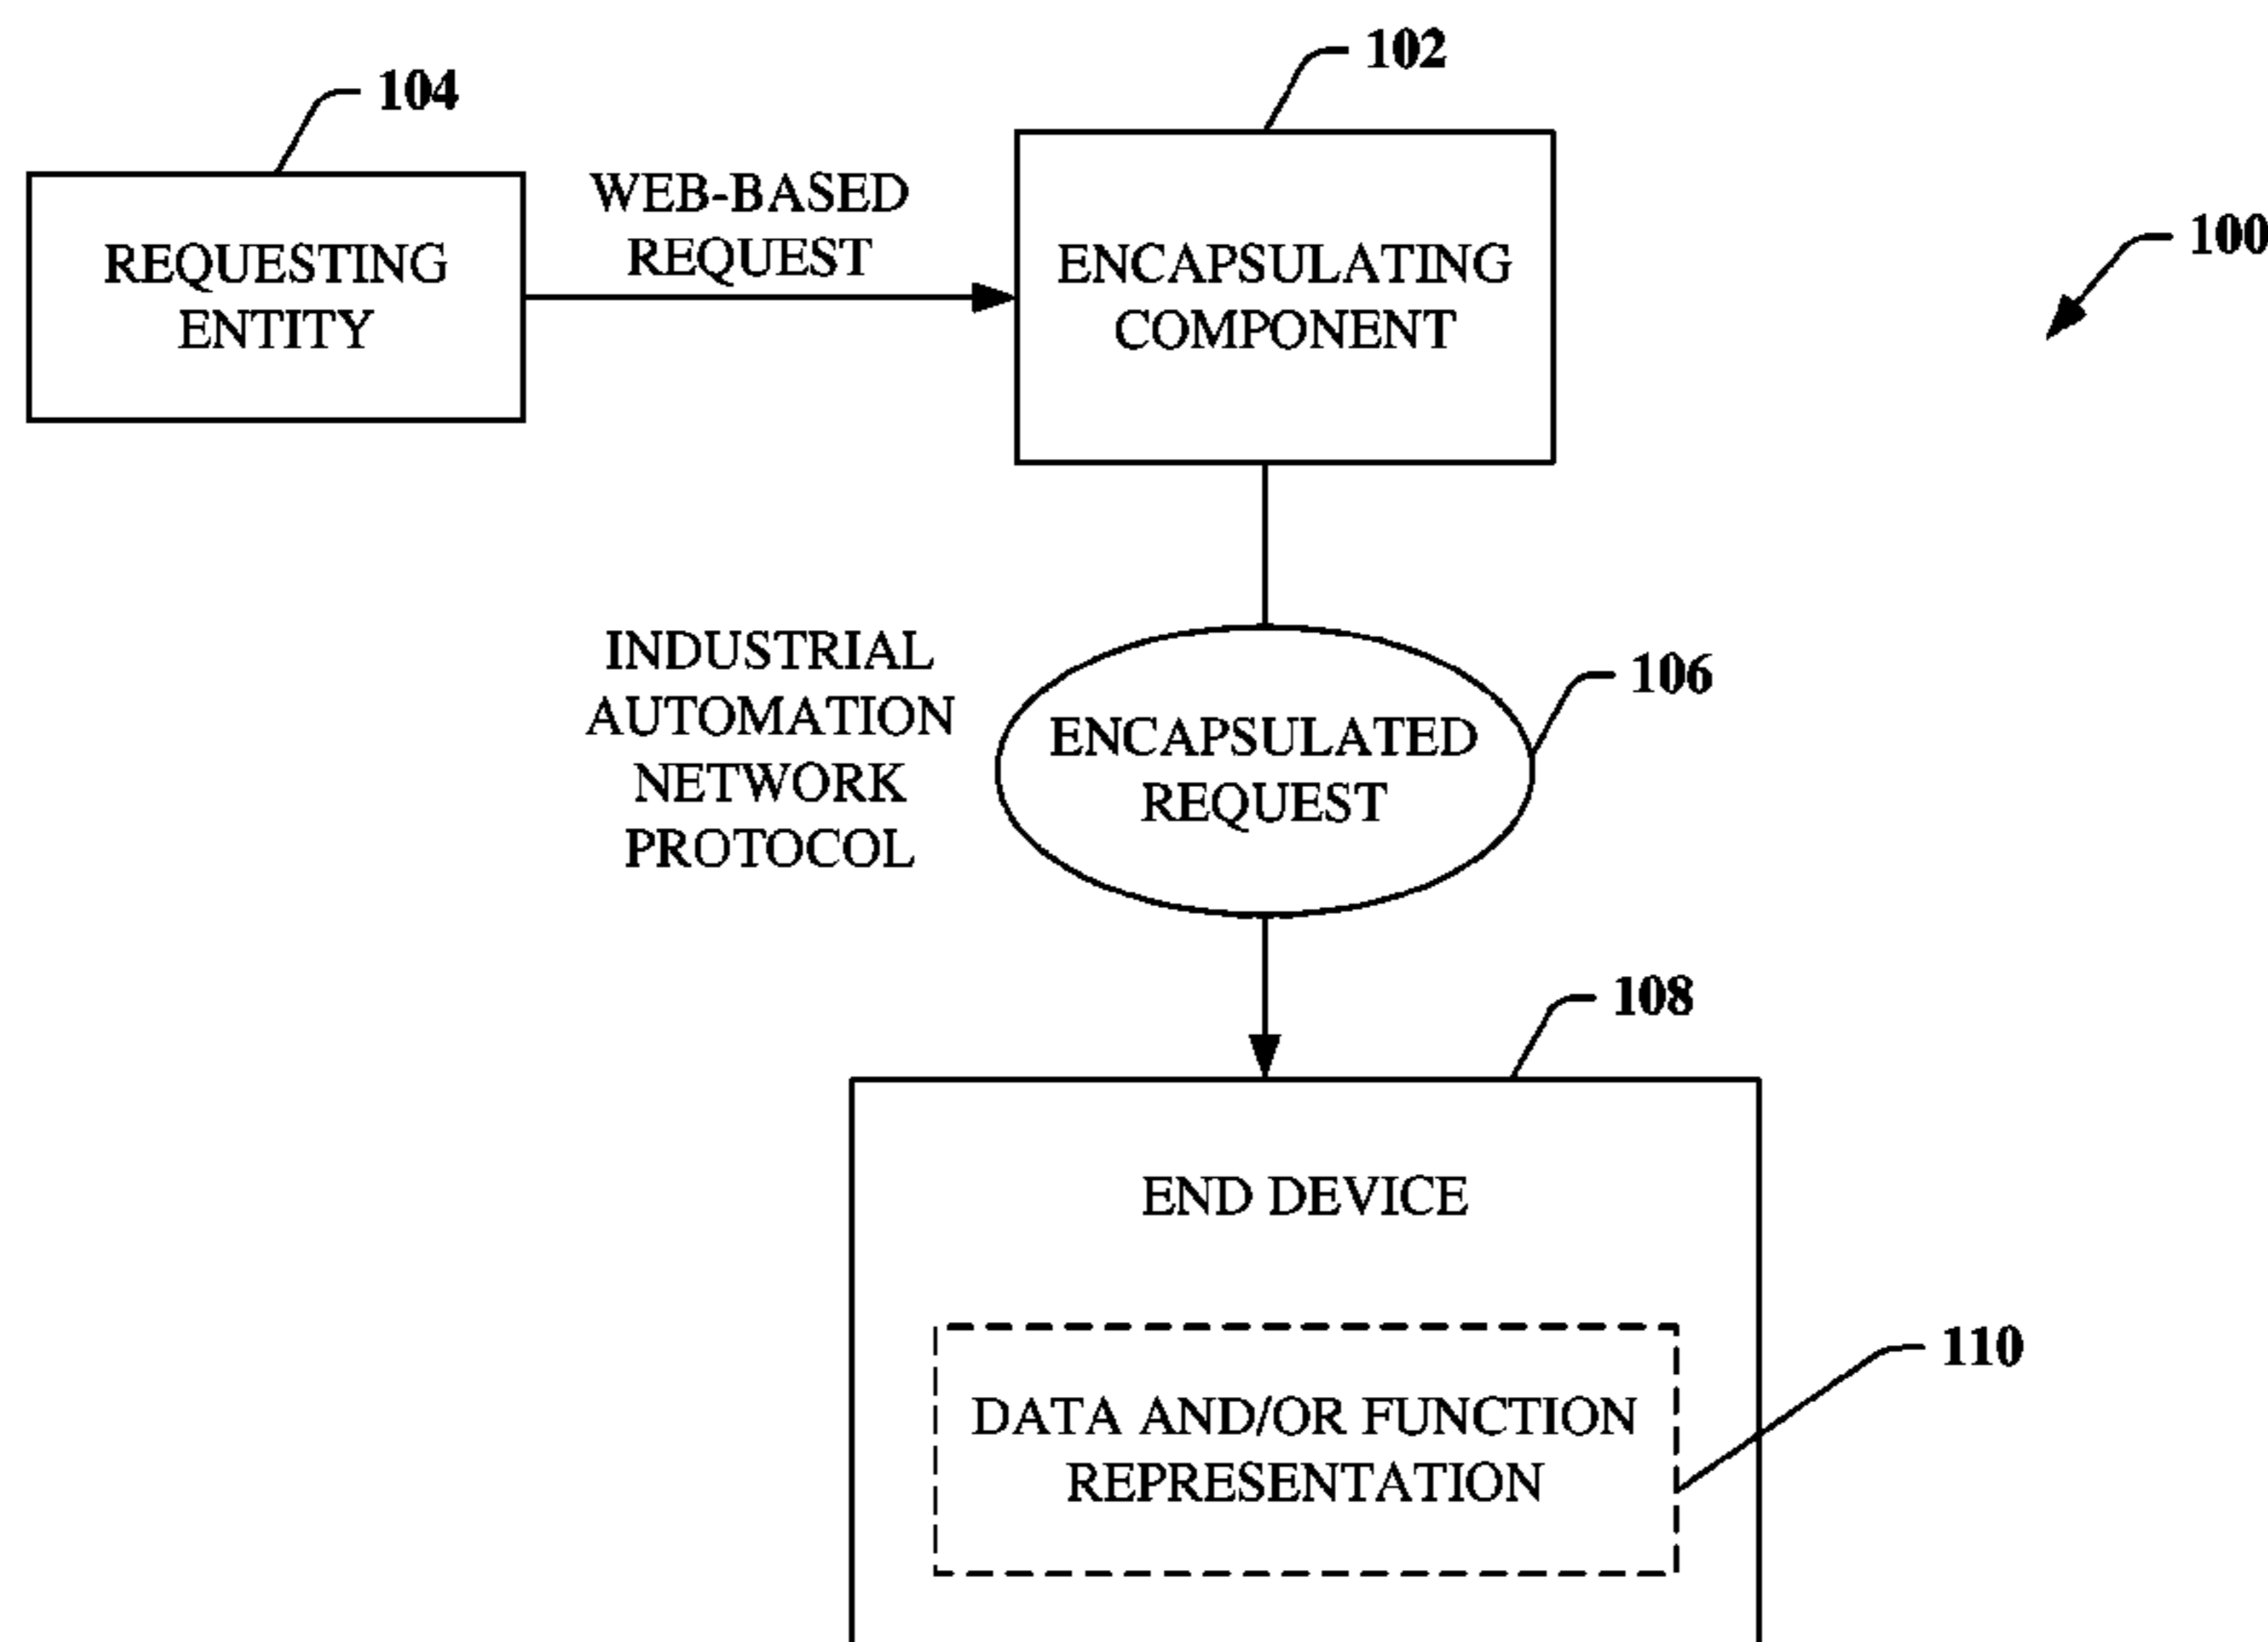 102
104
100
WEB-BASED
REQUEST
REQUESTING
ENTITY
ENCAPSULATING
COMPONENT
INDUSTRIAL
AUTOMATION
NETWORK
PROTOCOL
106
ENCAPSULATED
REQUEST
108
END DEVICE
110
DATA AND/OR FUNCTION
REPRESENTATION